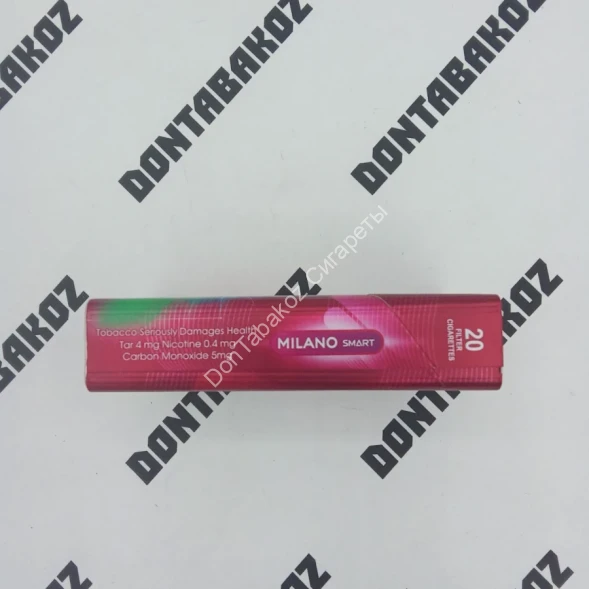 DONTABAKOZ
DONTABAKOZ
DONTABAKOZ
DONTABAKOZ
DONTABAKOZ
DONTABAKOZ
Tobacco Seriously Damages Health
Tar 4 mg Nicotine 0.4 mg
Carbon Monoxide 5mg
MILANO SMART
20
FILTER
CIGARETTES
DonTabakoz Сигареты